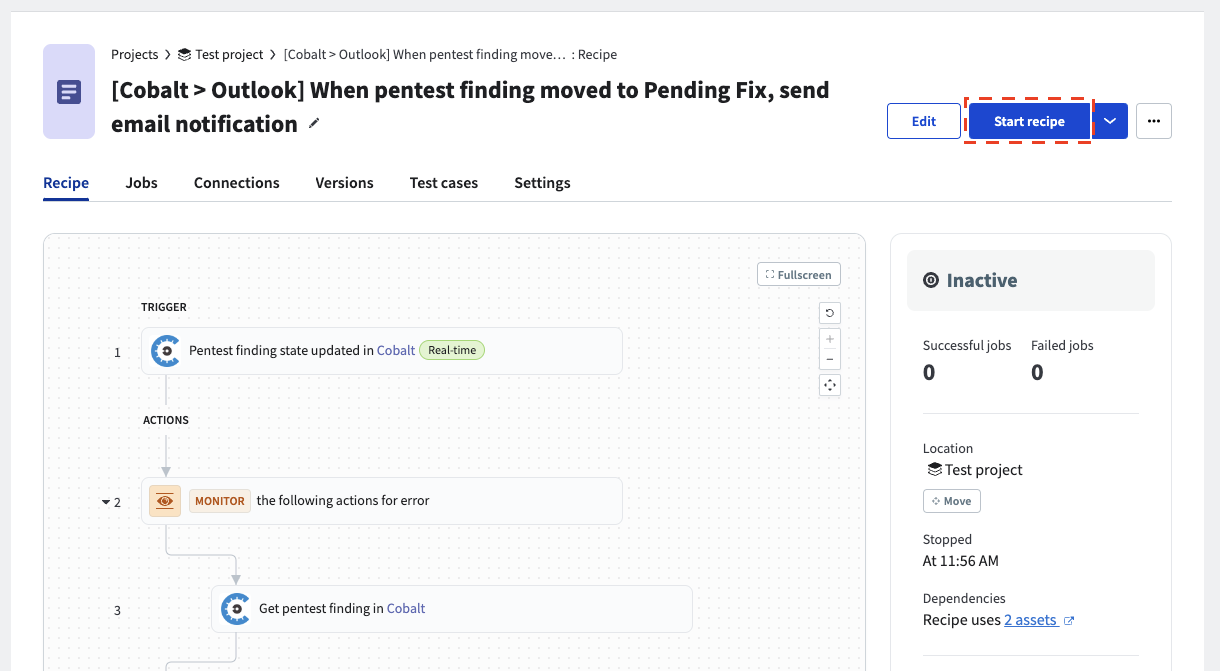 Projects > Test project > [Cobalt > Outlook] When pentest finding move… : Recipe
[Cobalt > Outlook] When pentest finding moved to Pending Fix, send
email notification
Edit
Start recipe
Recipe
Jobs
Connections
Versions
Test cases
Settings
Fullscreen
TRIGGER
1
Pentest finding state updated in Cobalt Real-time
ACTIONS
2
MONITOR the following actions for error
3
Get pentest finding in Cobalt
Inactive
Successful jobs
Failed jobs
0
0
Location
Test project
Move
Stopped
At 11:56 AM
Dependencies
Recipe uses 2 assets